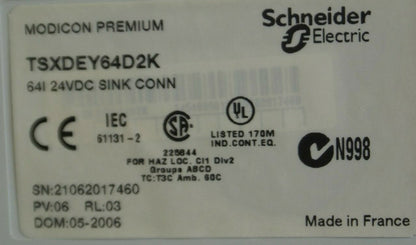 MODICON PREMIUM
Schneider
Electric
TSXDEY64D2K
64I 24VDC SINK CONN
CE
IEC
61131-2
SA
UL
LISTED 170M
IND.CONT.EQ.
N998
225844
FOR HAZ LOC. Cl1 Div2
Groups ABCD
TC:T3C Amb. 60C
SN:21062017460
PV:06 RL:03
DOM:05-2006
Made in France